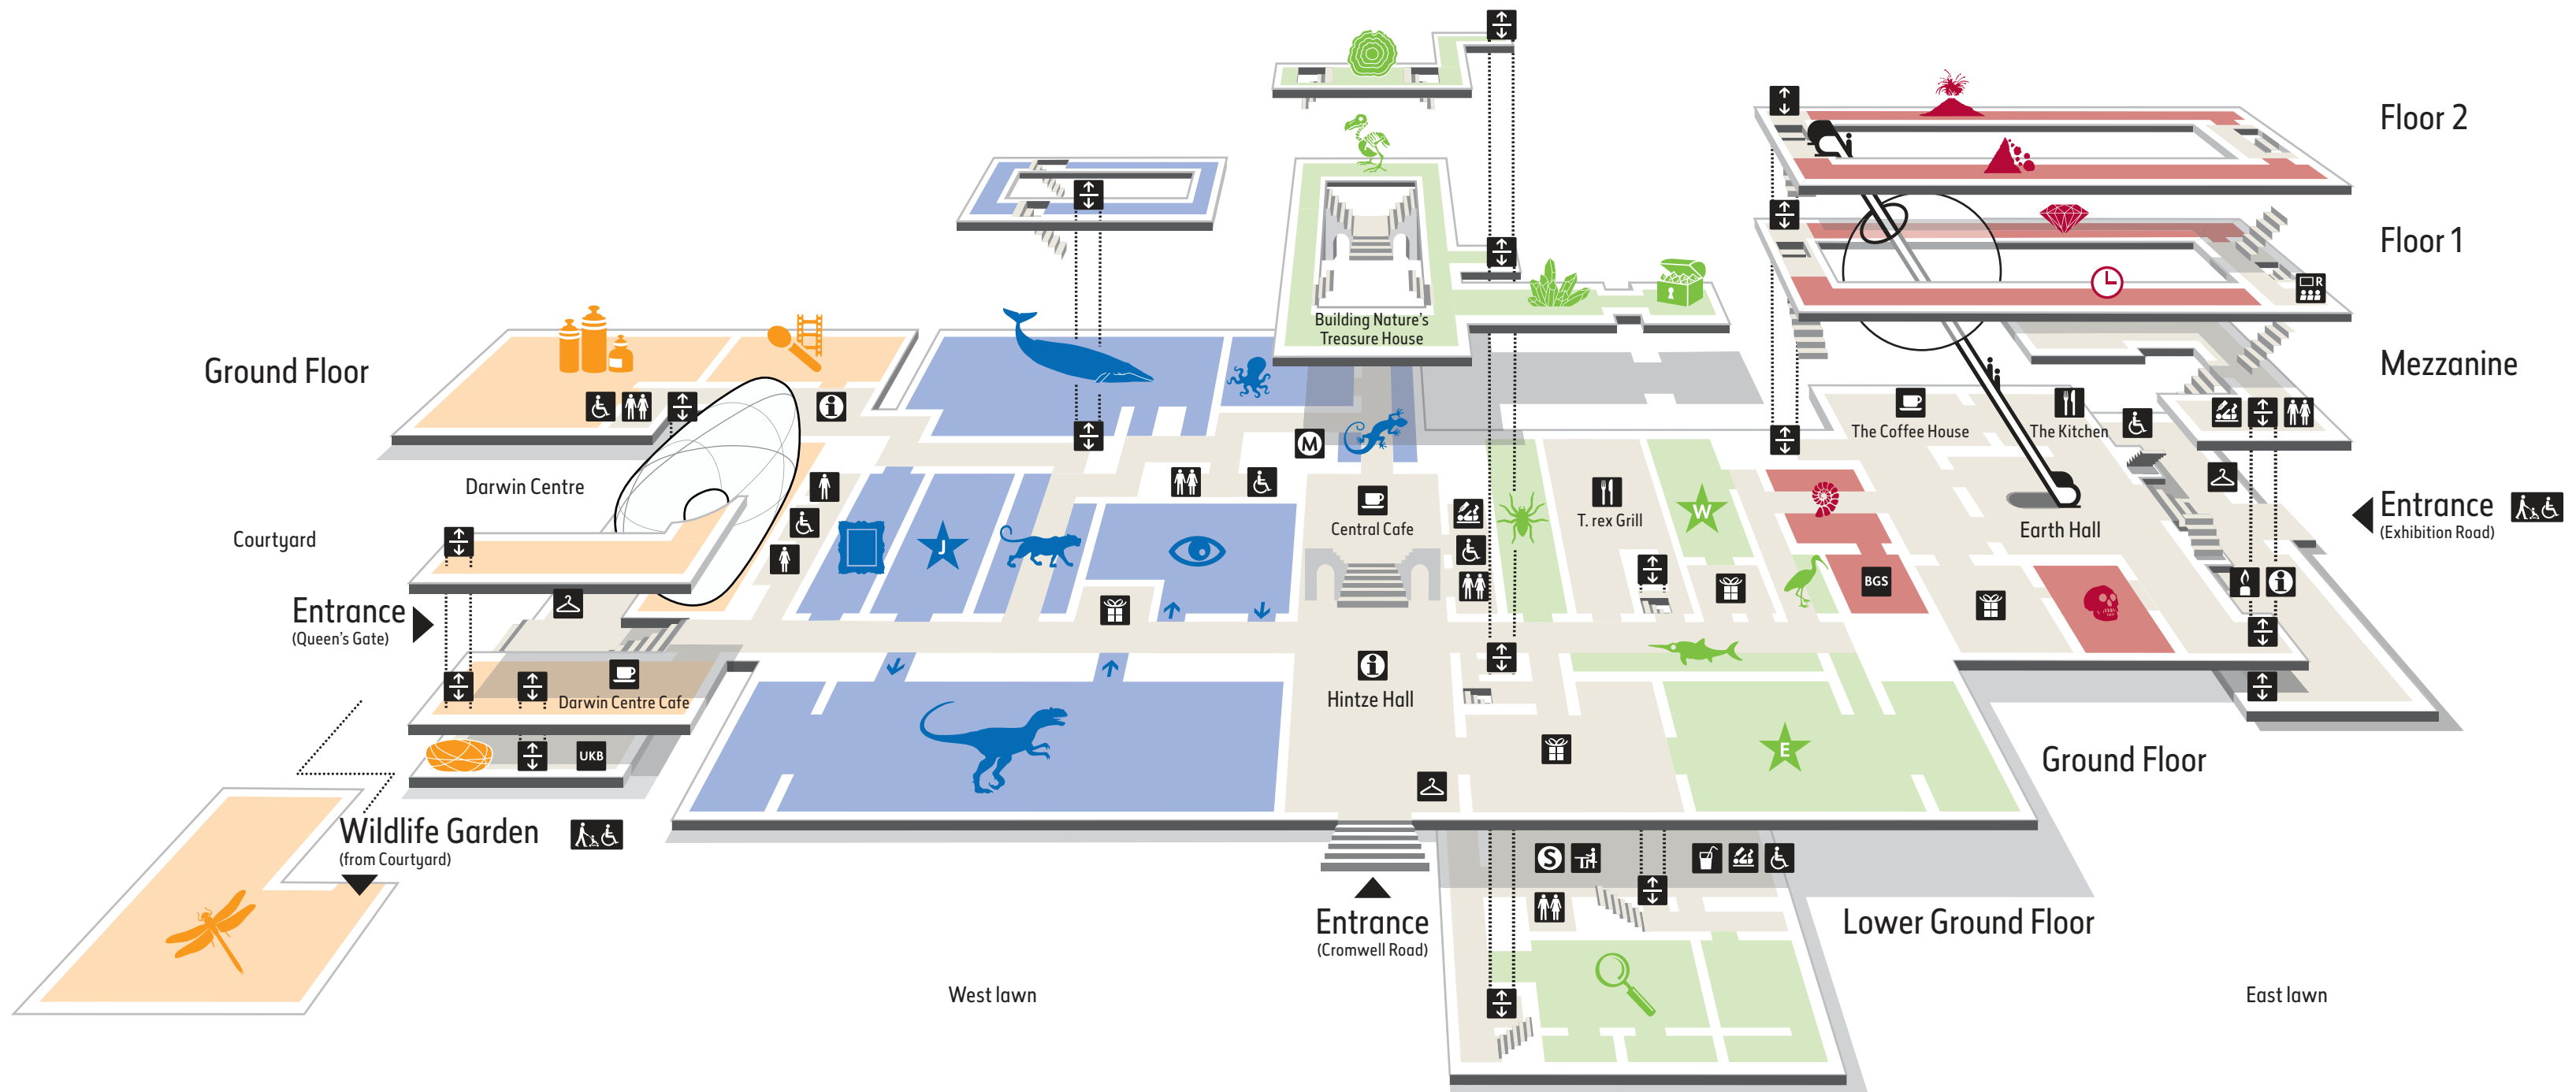 Floor 2
Floor 1
R
Building Nature's
Treasure House
Ground Floor
Mezzanine
The Coffee House
The Kitchen
M
Darwin Centre
Central Cafe
T. rex Grill
W
Earth Hall
Entrance
(Exhibition Road)
Courtyard
J
BGS
Entrance
(Queen's Gate)
Hintze Hall
Darwin Centre Cafe
UKB
E
Ground Floor
Wildlife Garden
(from Courtyard)
S
Entrance
(Cromwell Road)
Lower Ground Floor
West lawn
East lawn